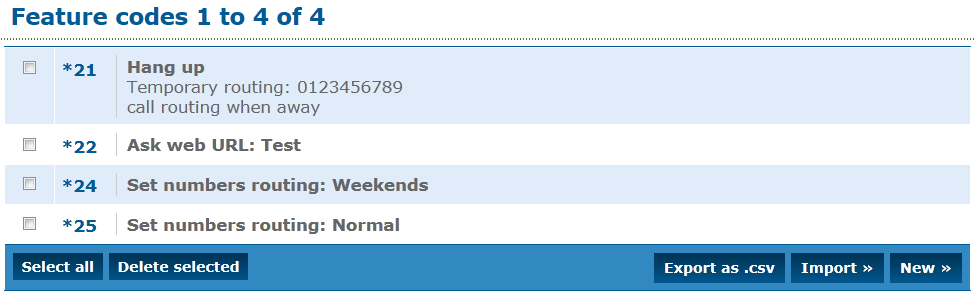 Feature codes 1 to 4 of 4
*21 Hang up
Temporary routing: 0123456789
call routing when away
*22 Ask web URL: Test
*24 Set numbers routing: Weekends
*25 Set numbers routing: Normal
Select all Delete selected Export as .csv Import » New »